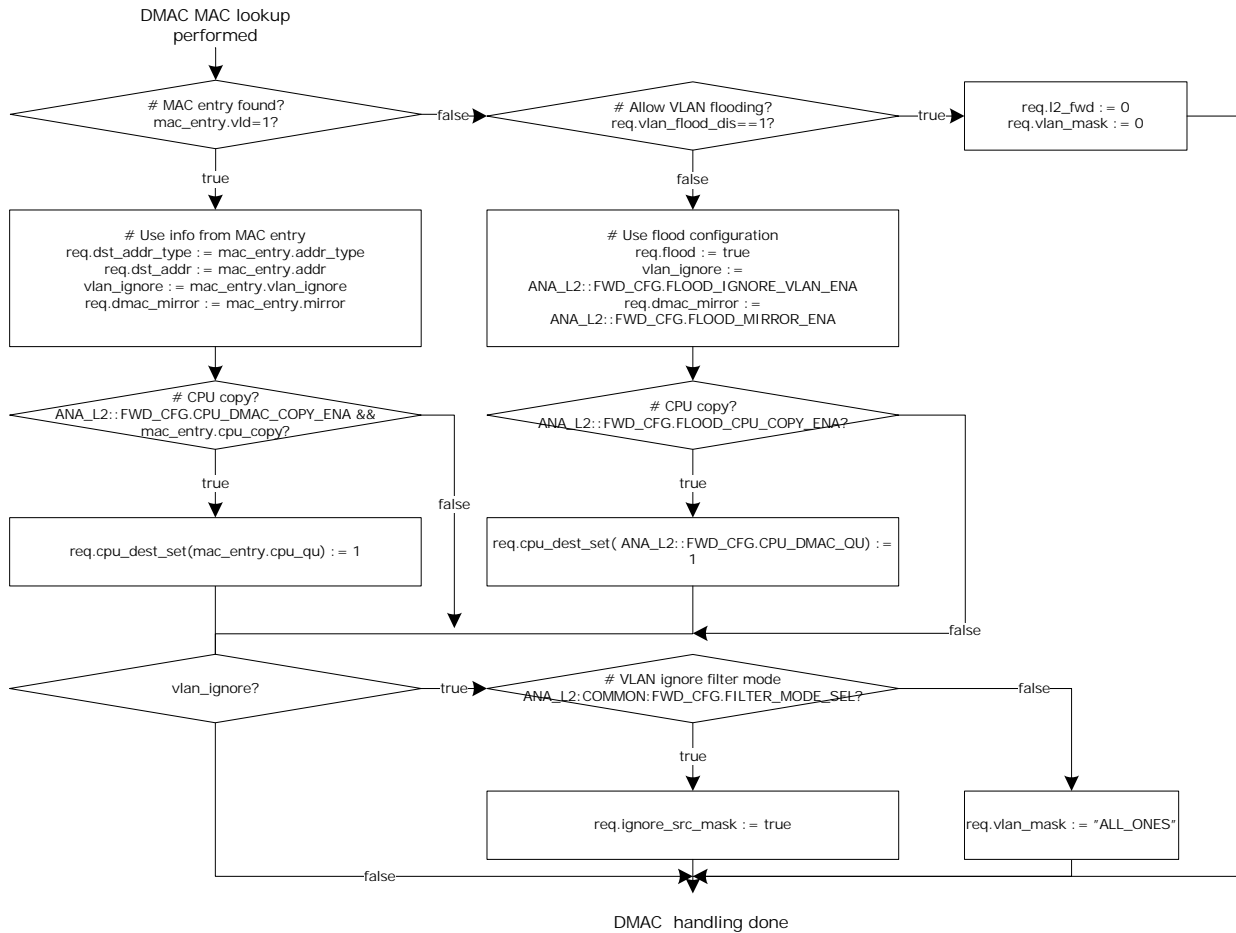 DMAC MAC lookup
performed
# MAC entry found?
mac_entry.vld=1?
false
# Allow VLAN flooding?
req.vlan_flood_dis==1?
true
req.l2_fwd := 0
req.vlan_mask := 0
true
false
# Use info from MAC entry
req.dst_addr_type := mac_entry.addr_type
req.dst_addr := mac_entry.addr
vlan_ignore := mac_entry.vlan_ignore
req.dmac_mirror := mac_entry.mirror
# Use flood configuration
req.flood := true
vlan_ignore :=
ANA_L2::FWD_CFG.FLOOD_IGNORE_VLAN_ENA
req.dmac_mirror :=
ANA_L2::FWD_CFG.FLOOD_MIRROR_ENA
# CPU copy?
ANA_L2::FWD_CFG.CPU_DMAC_COPY_ENA &&
mac_entry.cpu_copy?
# CPU copy?
ANA_L2::FWD_CFG.FLOOD_CPU_COPY_ENA?
true
false
true
req.cpu_dest_set(mac_entry.cpu_qu) := 1
req.cpu_dest_set( ANA_L2::FWD_CFG.CPU_DMAC_QU) :=
1
false
vlan_ignore?
true
# VLAN ignore filter mode
ANA_L2:COMMON:FWD_CFG.FILTER_MODE_SEL?
false
true
req.ignore_src_mask := true
req.vlan_mask := "ALL_ONES"
false
DMAC handling done